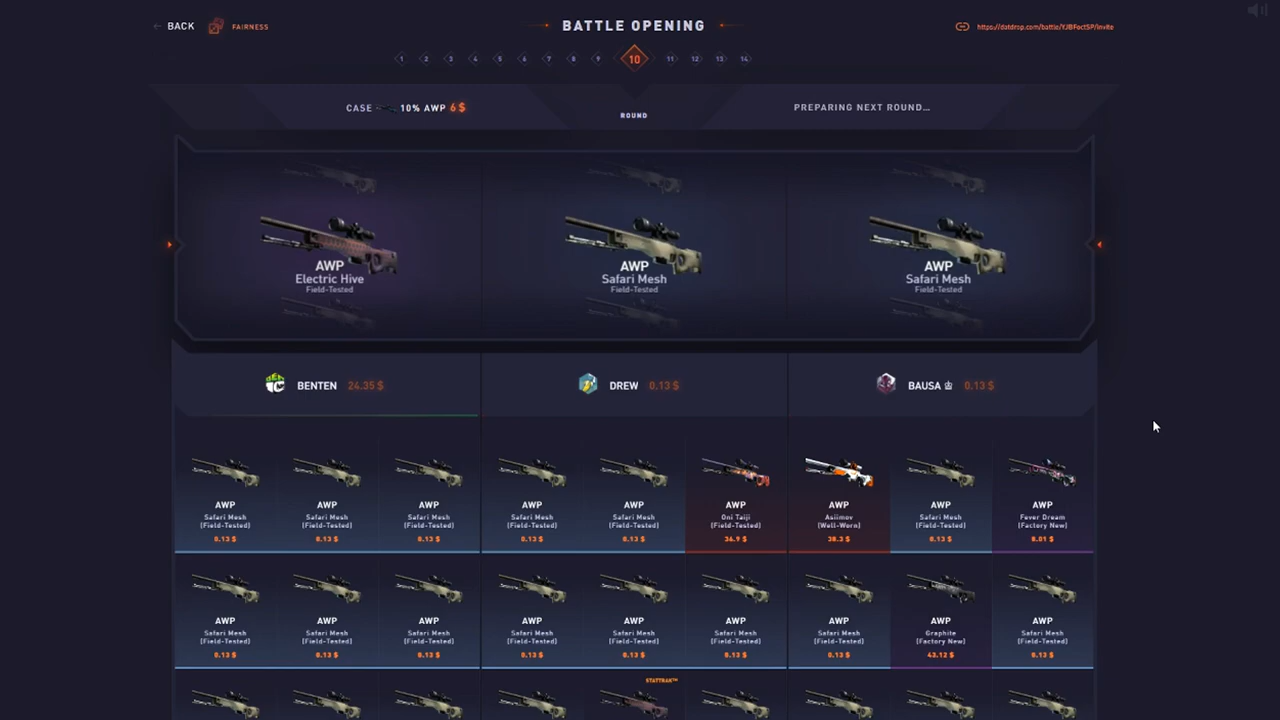 ← BACK FAIRNESS
BATTLE OPENING
https://datdrop.com/battle/YJBFoctSP/invite
1 2 3 4 5 6 7 8 9 10 11 12 13 14
CASE 10% AWP 6 $
ROUND
PREPARING NEXT ROUND...
AWP AWP AWP
Electric Hive Safari Mesh Safari Mesh
Field-Tested Field-Tested Field-Tested
BENTEN 24.35 $ DREW 0.13 $ BAUSA 0.13 $
AWP AWP AWP AWP AWP AWP AWP AWP AWP
Safari Mesh Safari Mesh Safari Mesh Safari Mesh Safari Mesh Oni Taiji Asiimov Safari Mesh Fever Dream
(Field-Tested) (Field-Tested) (Field-Tested) (Field-Tested) (Field-Tested) (Field-Tested) (Well-Worn) (Field-Tested) (Factory New)
0.13 $ 0.13 $ 0.13 $ 0.13 $ 0.13 $ 36.9 $ 38.3 $ 0.13 $ 8.01 $
AWP AWP AWP AWP AWP AWP AWP AWP AWP
Safari Mesh Safari Mesh Safari Mesh Safari Mesh Safari Mesh Safari Mesh Safari Mesh Graphite Safari Mesh
(Field-Tested) (Field-Tested) (Field-Tested) (Field-Tested) (Field-Tested) (Field-Tested) (Field-Tested) (Factory New) (Field-Tested)
0.13 $ 0.13 $ 0.13 $ 0.13 $ 0.13 $ 0.13 $ 0.13 $ 43.12 $ 0.13 $
STATTRAK™